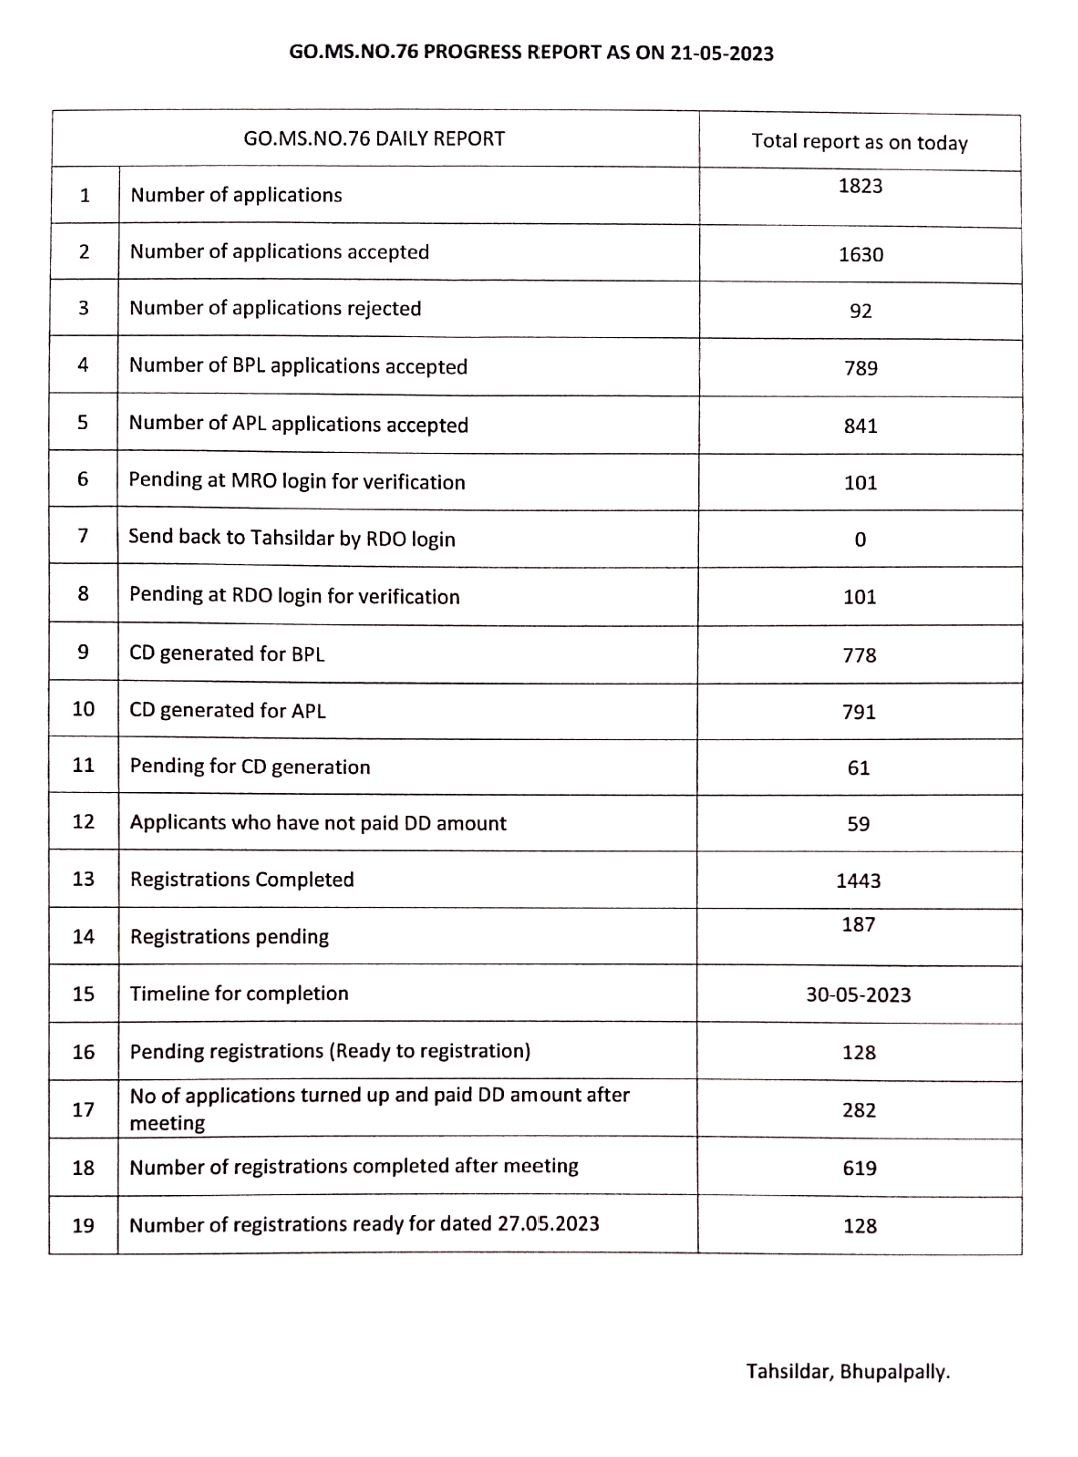 GO.MS.NO.76 PROGRESS REPORT AS ON 21-05-2023
GO.MS.NO.76 DAILY REPORT Total report as on today
1 Number of applications 1823
2 Number of applications accepted 1630
3 Number of applications rejected 92
4 Number of BPL applications accepted 789
5 Number of APL applications accepted 841
6 Pending at MRO login for verification 101
7 Send back to Tahsildar by RDO login 0
8 Pending at RDO login for verification 101
9 CD generated for BPL 778
10 CD generated for APL 791
11 Pending for CD generation 61
12 Applicants who have not paid DD amount 59
13 Registrations Completed 1443
14 Registrations pending 187
15 Timeline for completion 30-05-2023
16 Pending registrations (Ready to registration) 128
17 No of applications turned up and paid DD amount after
meeting 282
18 Number of registrations completed after meeting 619
19 Number of registrations ready for dated 27.05.2023 128
Tahsildar, Bhupalpally.